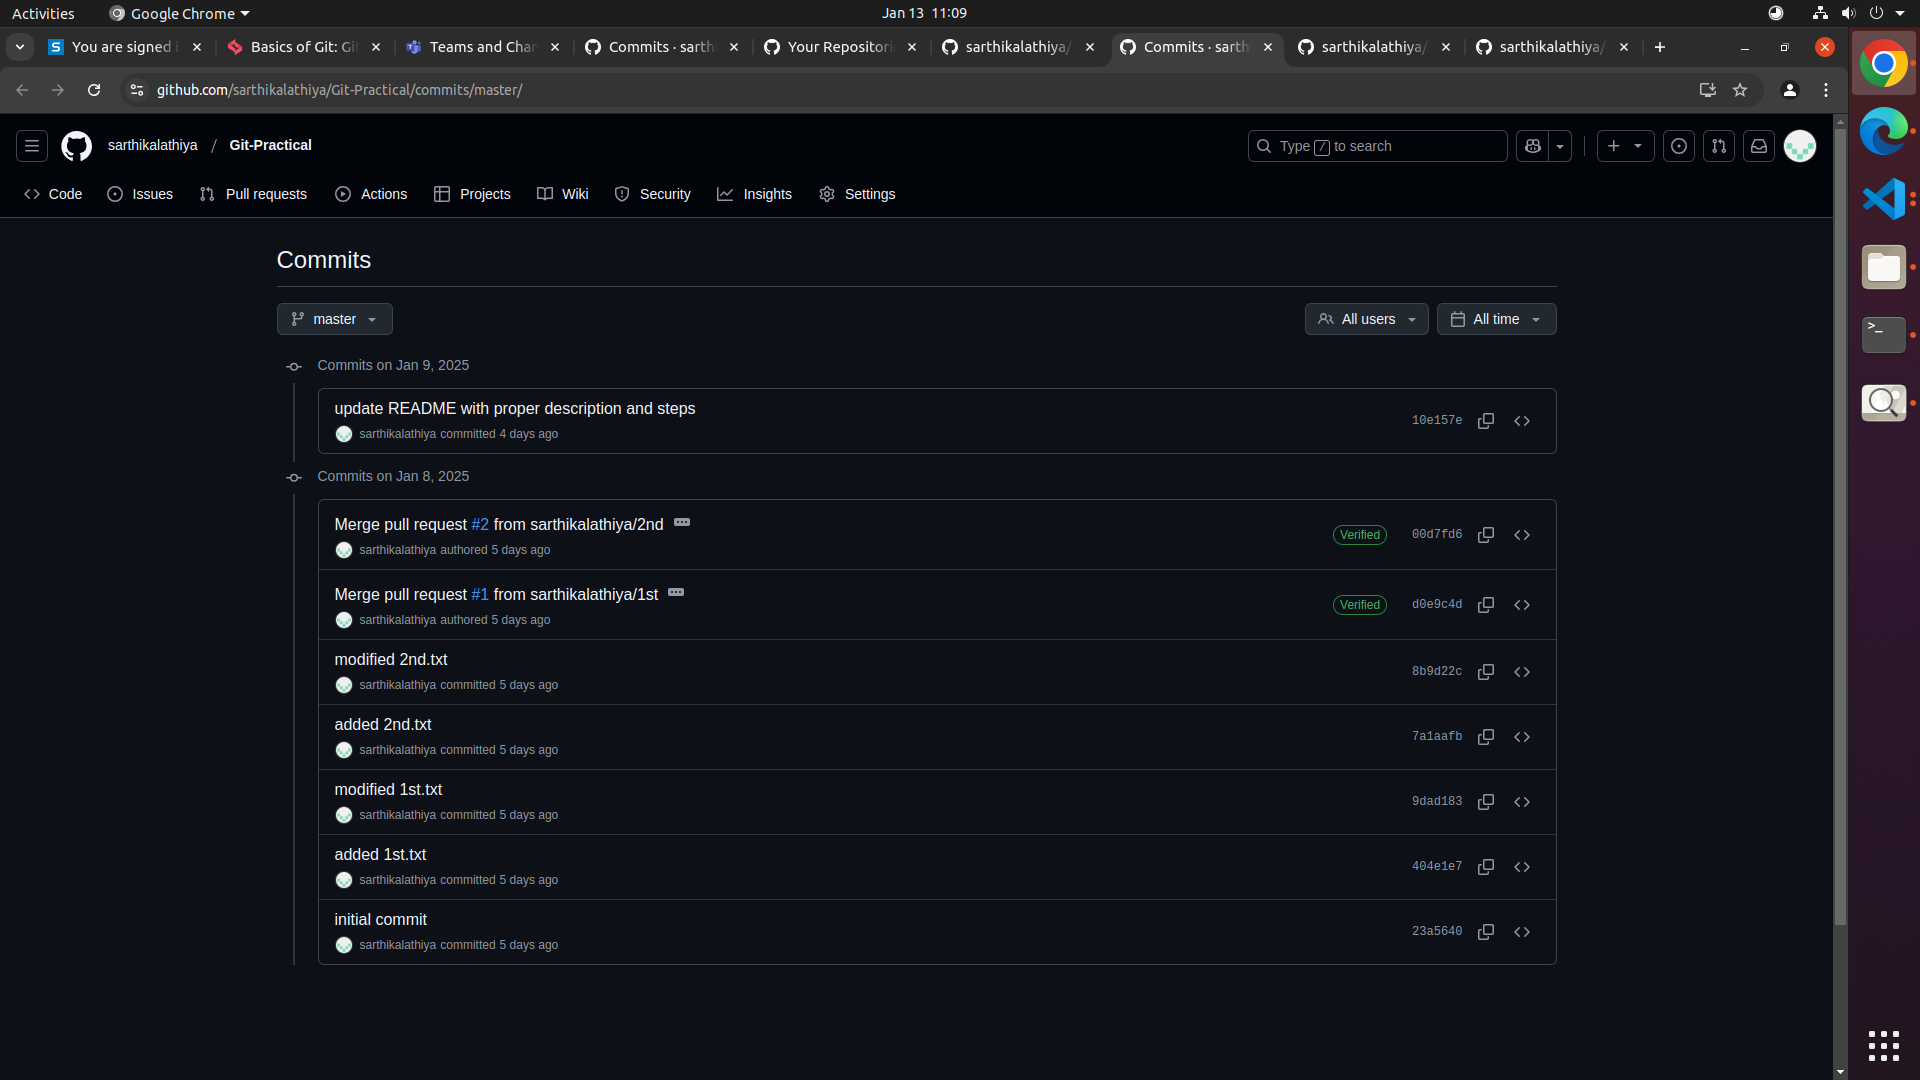 Activities
Google Chrome
Jan 13 11:09
You are signed i
Basics of Git: Gi
Teams and Chan
Commits · sarthi
Your Repositori
sarthikalathiya/
Commits · sarth
sarthikalathiya/
sarthikalathiya/
github.com/sarthikalathiya/Git-Practical/commits/master/
sarthikalathiya / Git-Practical
Type / to search
Code
Issues
Pull requests
Actions
Projects
Wiki
Security
Insights
Settings
Commits
master
All users
All time
Commits on Jan 9, 2025
update README with proper description and steps
sarthikalathiya committed 4 days ago
10e157e
Commits on Jan 8, 2025
Merge pull request #2 from sarthikalathiya/2nd
sarthikalathiya authored 5 days ago
Verified
00d7fd6
Merge pull request #1 from sarthikalathiya/1st
sarthikalathiya authored 5 days ago
Verified
d0e9c4d
modified 2nd.txt
sarthikalathiya committed 5 days ago
8b9d22c
added 2nd.txt
sarthikalathiya committed 5 days ago
7a1aafb
modified 1st.txt
sarthikalathiya committed 5 days ago
9dad183
added 1st.txt
sarthikalathiya committed 5 days ago
404e1e7
initial commit
sarthikalathiya committed 5 days ago
23a5640